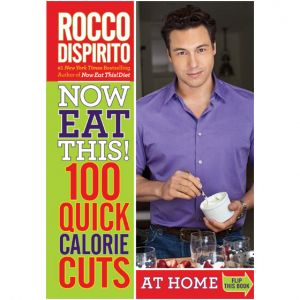 ROCCO
DISPIRITO
#1 New York Times Bestselling
Author of Now Eat This! Diet
NOW
EAT
THIS!
100
QUICK
CALORIE
CUTS
AT HOME
FLIP
THIS BOOK